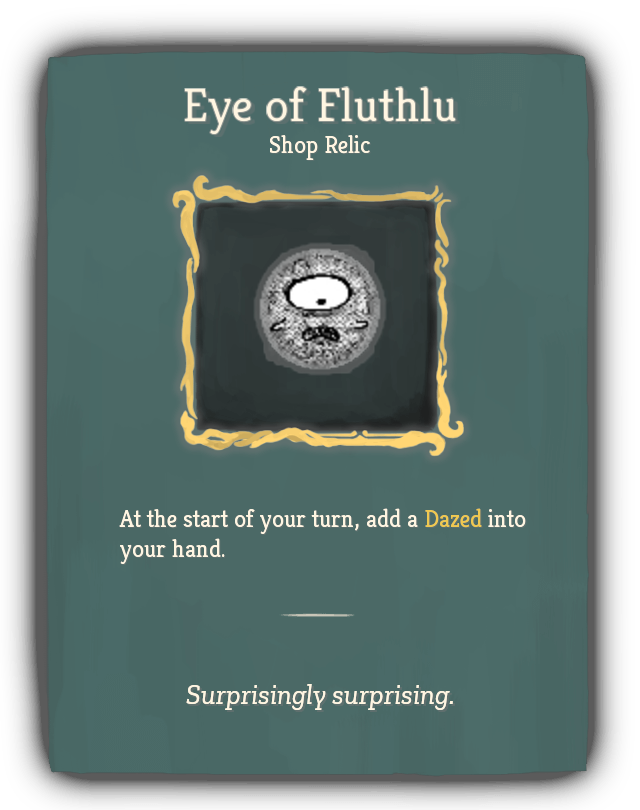 Eye of Fluthlu
Shop Relic
At the start of your turn, add a Dazed into
your hand.
Surprisingly surprising.